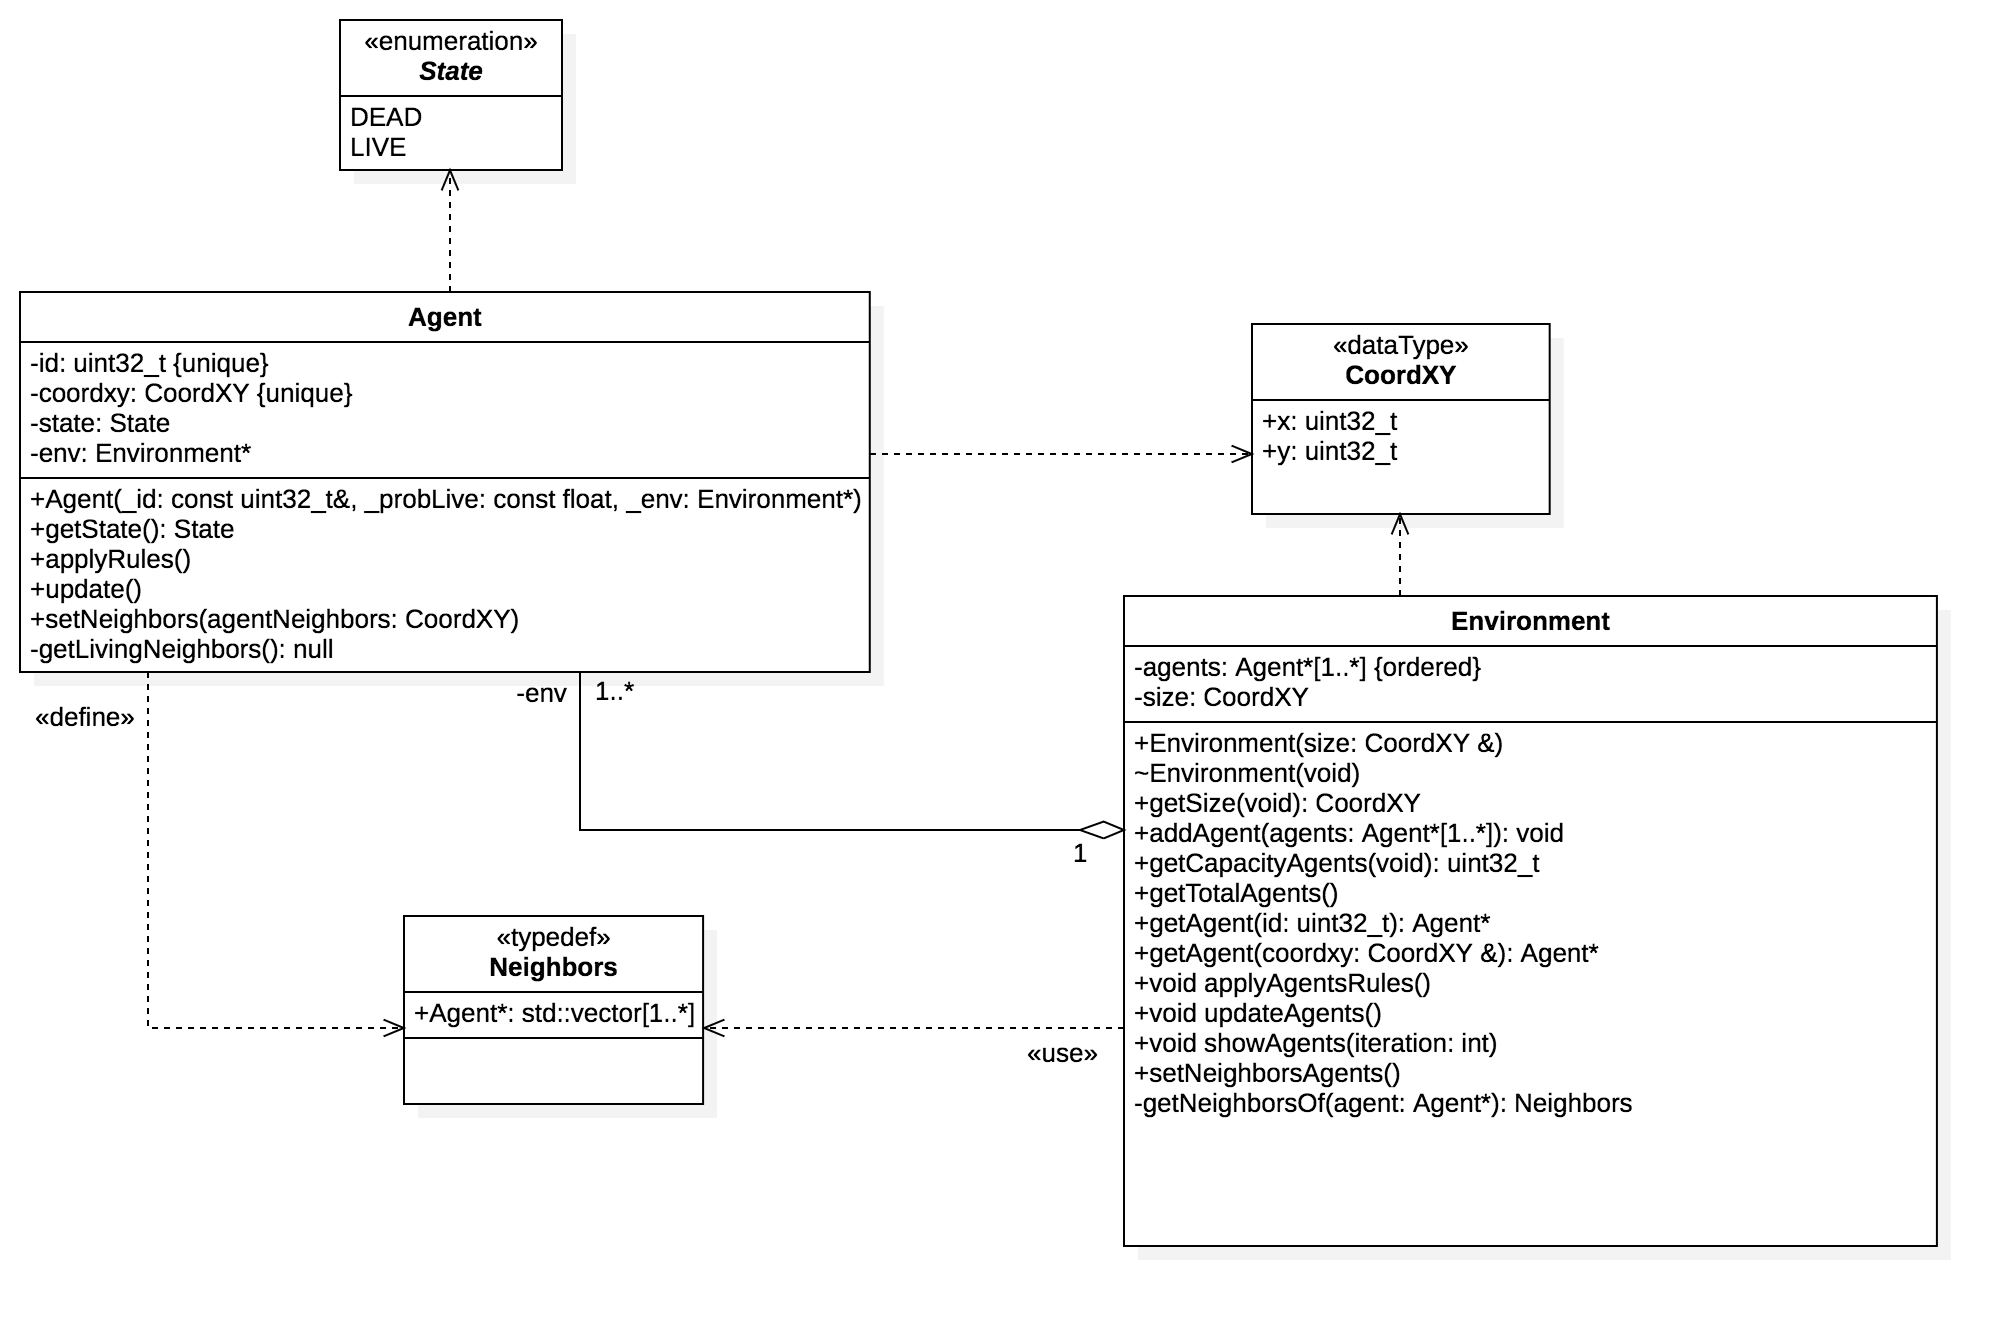 «enumeration»
State
DEAD
LIVE
Agent
-id: uint32_t {unique}
-coordxy: CoordXY {unique}
-state: State
-env: Environment*
+Agent(_id: const uint32_t&, _probLive: const float, _env: Environment*)
+getState(): State
+applyRules()
+update()
+setNeighbors(agentNeighbors: CoordXY)
-getLivingNeighbors(): null
«dataType»
CoordXY
+x: uint32_t
+y: uint32_t
Environment
-agents: Agent*[1..*] {ordered}
-size: CoordXY
+Environment(size: CoordXY &)
~Environment(void)
+getSize(void): CoordXY
+addAgent(agents: Agent*[1..*]): void
+getCapacityAgents(void): uint32_t
+getTotalAgents()
+getAgent(id: uint32_t): Agent*
+getAgent(coordxy: CoordXY &): Agent*
+void applyAgentsRules()
+void updateAgents()
+void showAgents(iteration: int)
+setNeighborsAgents()
-getNeighborsOf(agent: Agent*): Neighbors
«define»
-env
1..*
1
«typedef»
Neighbors
+Agent*: std::vector[1..*]
«use»